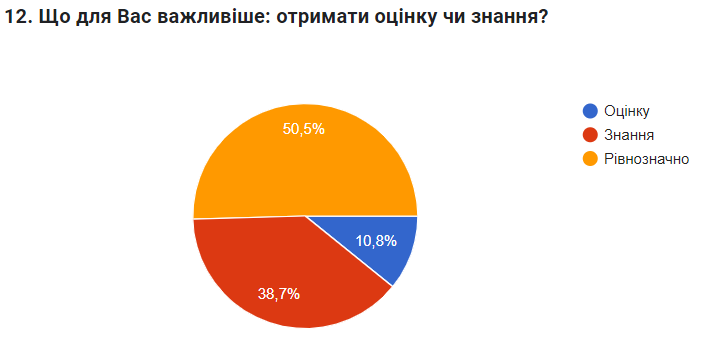 12. Що для Вас важливіше: отримати оцінку чи знання?
50,5%
10,8%
38,7%
Оцінку
Знання
Рівнозначно